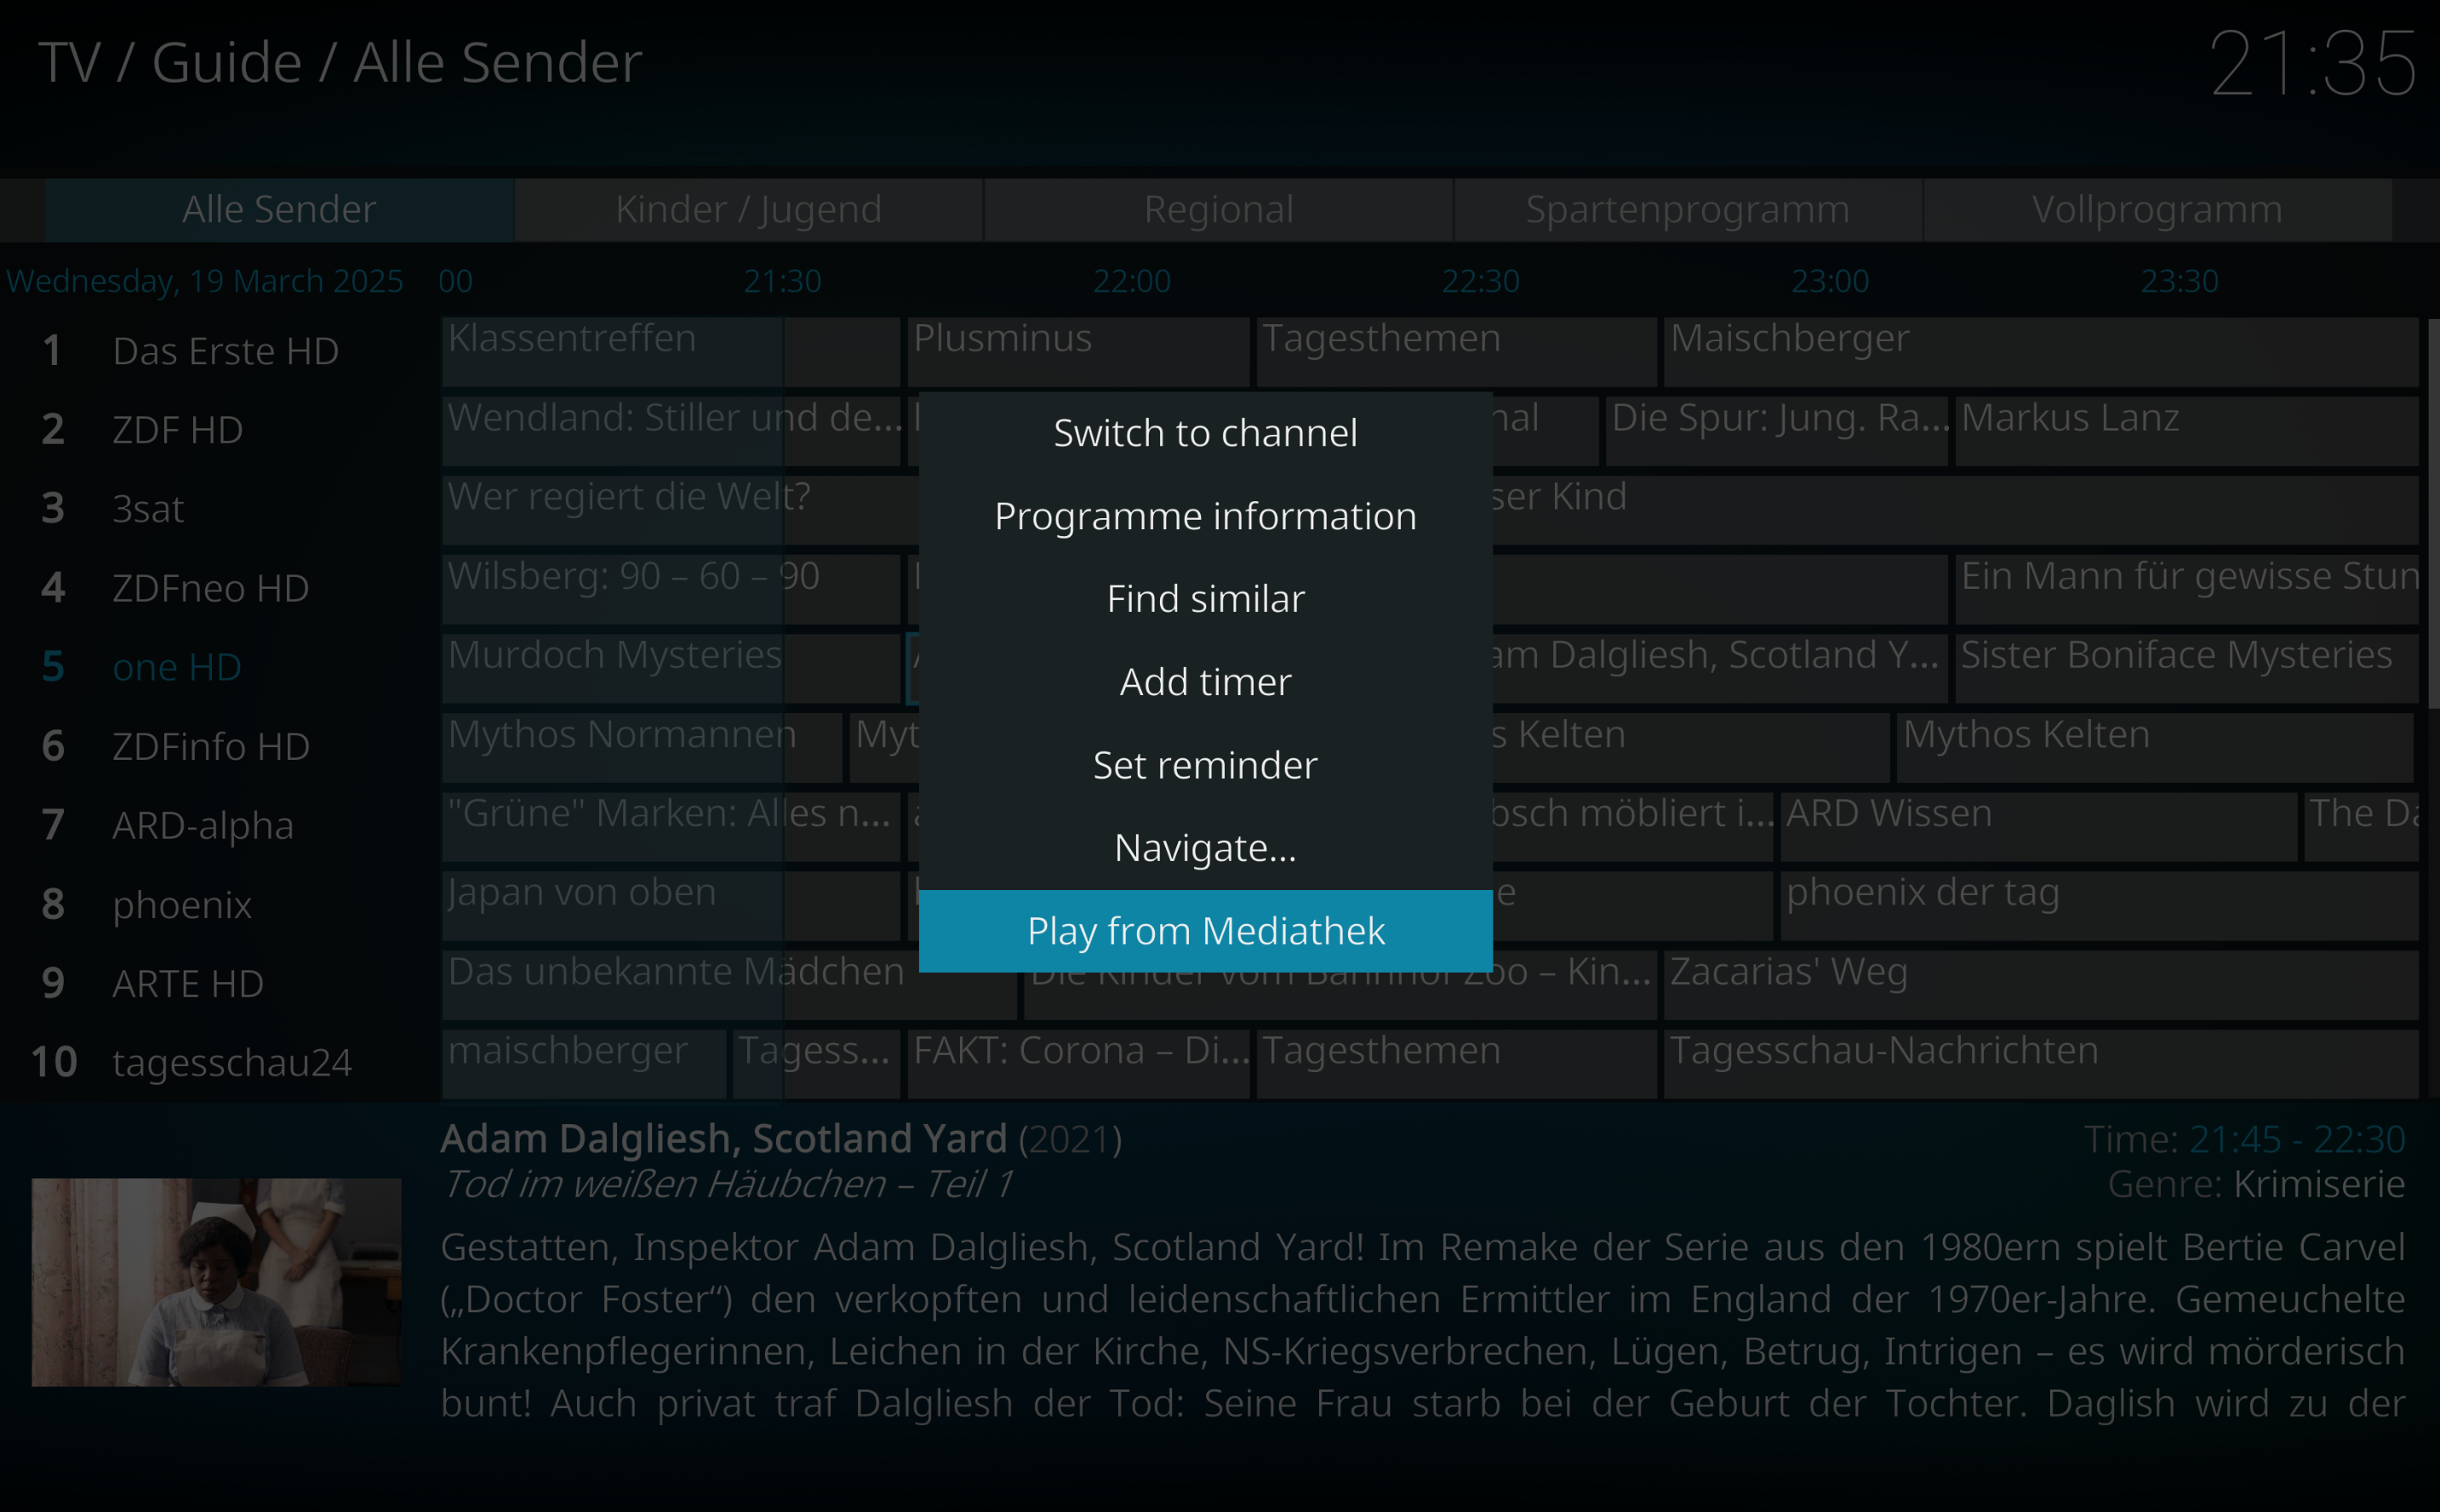 TV / Guide / Alle Sender
21:35
Alle Sender
Kinder / Jugend
Regional
Spartenprogramm
Vollprogramm
Wednesday, 19 March 2025
00
21:30
22:00
22:30
23:00
23:30
1 Das Erste HD
Klassentreffen
Plusminus
Tagesthemen
Maischberger
2 ZDF HD
Wendland: Stiller und de...
nal
Die Spur: Jung. Ra...
Markus Lanz
3 3sat
Wer regiert die Welt?
ser Kind
4 ZDFneo HD
Wilsberg: 90 – 60 – 90
Ein Mann für gewisse Stun
5 one HD
Murdoch Mysteries
am Dalgliesh, Scotland Y...
Sister Boniface Mysteries
6 ZDFinfo HD
Mythos Normannen
Myt
s Kelten
Mythos Kelten
7 ARD-alpha
"Grüne" Marken: Alles n...
bsch möbliert i...
ARD Wissen
The Da
8 phoenix
Japan von oben
e
phoenix der tag
9 ARTE HD
Das unbekannte Mädchen
Die Kinder vom Bahnhof Zoo – Kin...
Zacarias' Weg
10 tagesschau24
maischberger
Tagess...
FAKT: Corona – Di...
Tagesthemen
Tagesschau-Nachrichten
Switch to channel
Programme information
Find similar
Add timer
Set reminder
Navigate...
Play from Mediathek
Adam Dalgliesh, Scotland Yard (2021)
Time: 21:45 - 22:30
Tod im weißen Häubchen – Teil 1
Genre: Krimiserie
Gestatten, Inspektor Adam Dalgliesh, Scotland Yard! Im Remake der Serie aus den 1980ern spielt Bertie Carvel
(„Doctor Foster“) den verkopften und leidenschaftlichen Ermittler im England der 1970er-Jahre. Gemeuchelte
Krankenpflegerinnen, Leichen in der Kirche, NS-Kriegsverbrechen, Lügen, Betrug, Intrigen – es wird mörderisch
bunt! Auch privat traf Dalgliesh der Tod: Seine Frau starb bei der Geburt der Tochter. Daglish wird zu der